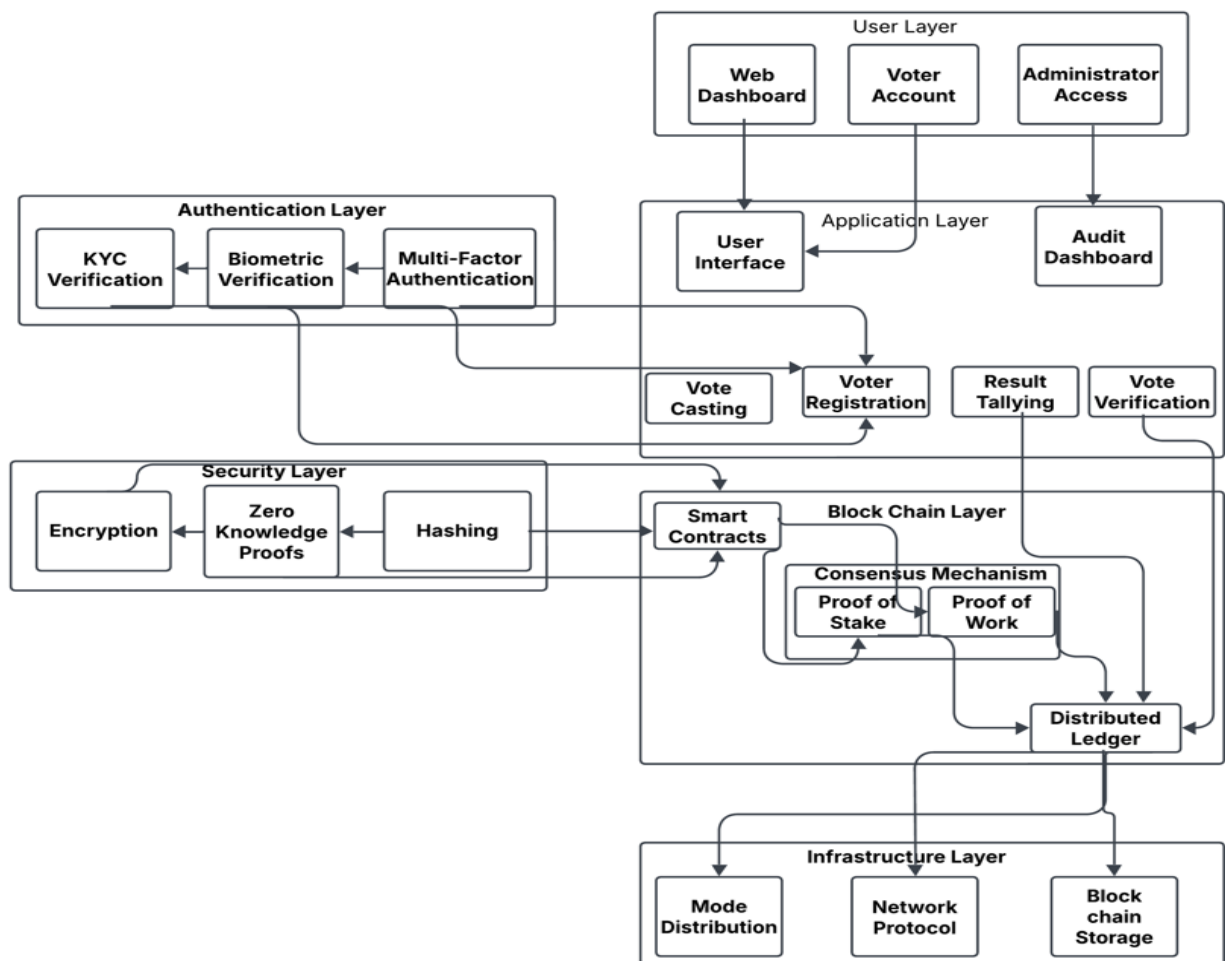 User Layer
Web
Dashboard
Voter
Account
Administrator
Access
Authentication Layer
KYC
Verification
Biometric
Verification
Multi-Factor
Authentication
Application Layer
User
Interface
Audit
Dashboard
Vote
Casting
Voter
Registration
Result
Tallying
Vote
Verification
Security Layer
Encryption
Zero
Knowledge
Proofs
Hashing
Block Chain Layer
Smart
Contracts
Consensus Mechanism
Proof of
Stake
Proof of
Work
Distributed
Ledger
Infrastructure Layer
Mode
Distribution
Network
Protocol
Block
chain
Storage